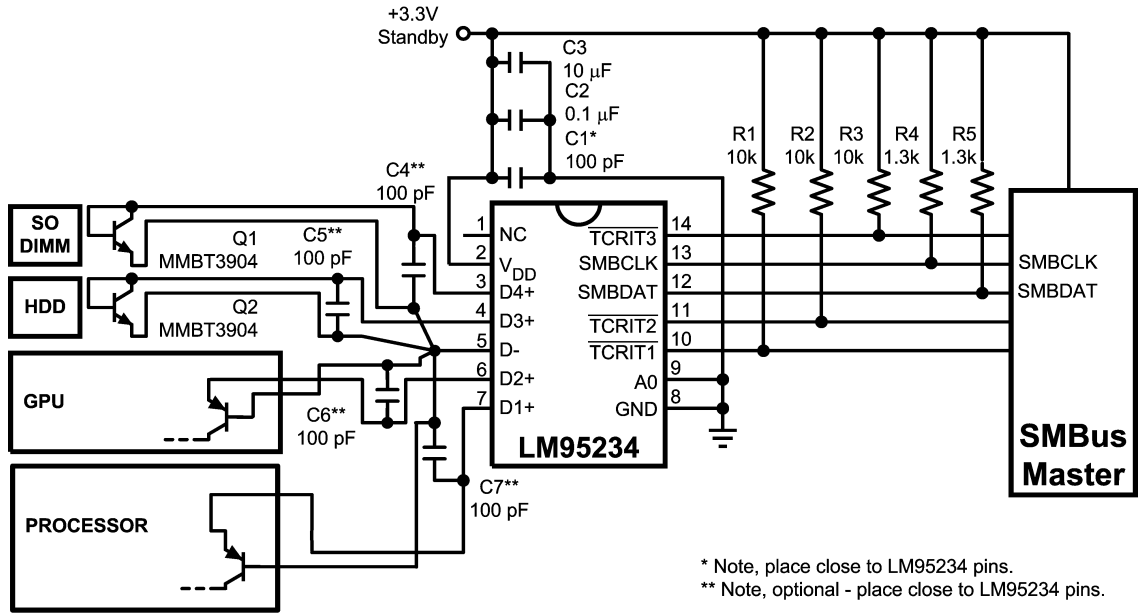 +3.3V
Standby
C3
10 µF
C2
0.1 µF
C1*
100 pF
C4**
100 pF
R1
10k
R2
10k
R3
10k
R4
1.3k
R5
1.3k
SO
DIMM
Q1
MMBT3904
C5**
100 pF
HDD
Q2
MMBT3904
GPU
C6**
100 pF
PROCESSOR
C7**
100 pF
1 NC
2 VDD
3 D4+
4 D3+
5 D-
6 D2+
7 D1+
14 TCRIT3
13 SMBCLK
12 SMBDAT
11 TCRIT2
10 TCRIT1
9 A0
8 GND
LM95234
SMBCLK
SMBDAT
SMBus
Master
* Note, place close to LM95234 pins.
** Note, optional - place close to LM95234 pins.